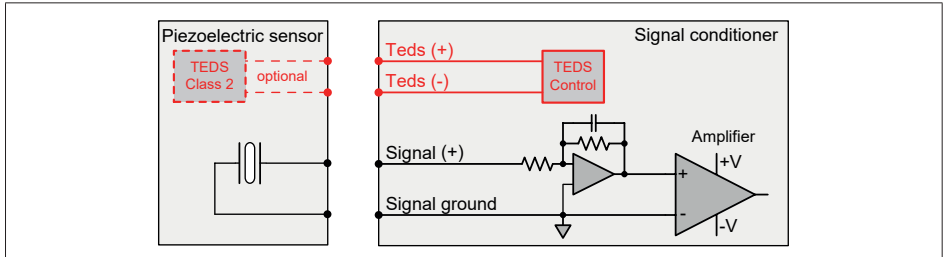 Piezoelectric sensor
TEDS
Class 2
optional
Signal conditioner
Teds (+)
Teds (-)
TEDS
Control
Signal (+)
Signal ground
Amplifier
+V
+
-
-V